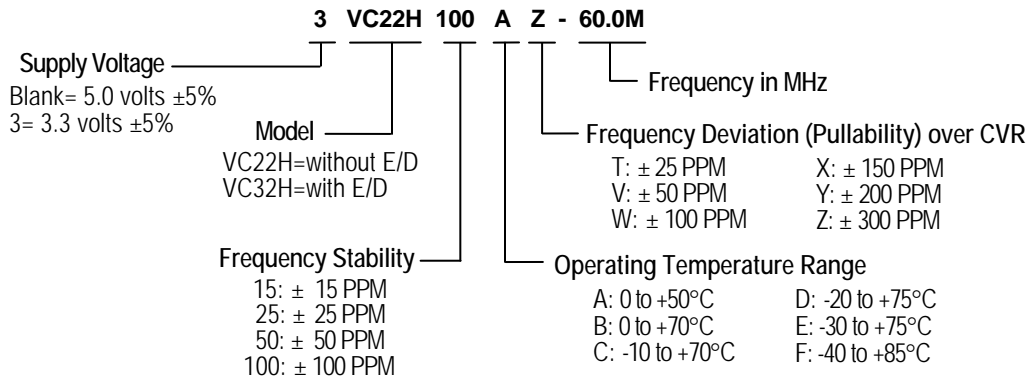 3 VC22H 100 A Z - 60.0M
Supply Voltage
Blank= 5.0 volts ±5%
3= 3.3 volts ±5%
Frequency in MHz
Model
VC22H=without E/D
VC32H=with E/D
Frequency Deviation (Pullability) over CVR
T: ± 25 PPM X: ± 150 PPM
V: ± 50 PPM Y: ± 200 PPM
W: ± 100 PPM Z: ± 300 PPM
Frequency Stability
15: ± 15 PPM
25: ± 25 PPM
50: ± 50 PPM
100: ± 100 PPM
Operating Temperature Range
A: 0 to +50°C D: -20 to +75°C
B: 0 to +70°C E: -30 to +75°C
C: -10 to +70°C F: -40 to +85°C